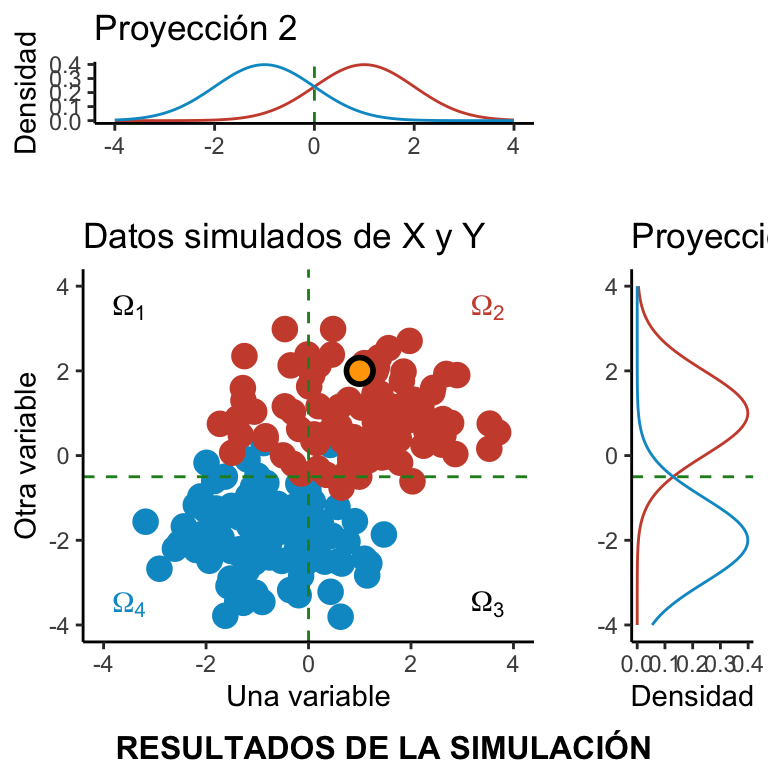 Proyección 2
Densidad
0.4
0.3
0.2
0.1
0.0
-4 -2 0 2 4
Datos simulados de X y Y
Otra variable
4
2
0
-2
-4
Ω1
Ω2
Ω4
Ω3
-4 -2 0 2 4
Una variable
Proyecci
4
2
0
-2
-4
0.0 0.1 0.2 0.3 0.4
Densidad
RESULTADOS DE LA SIMULACIÓN